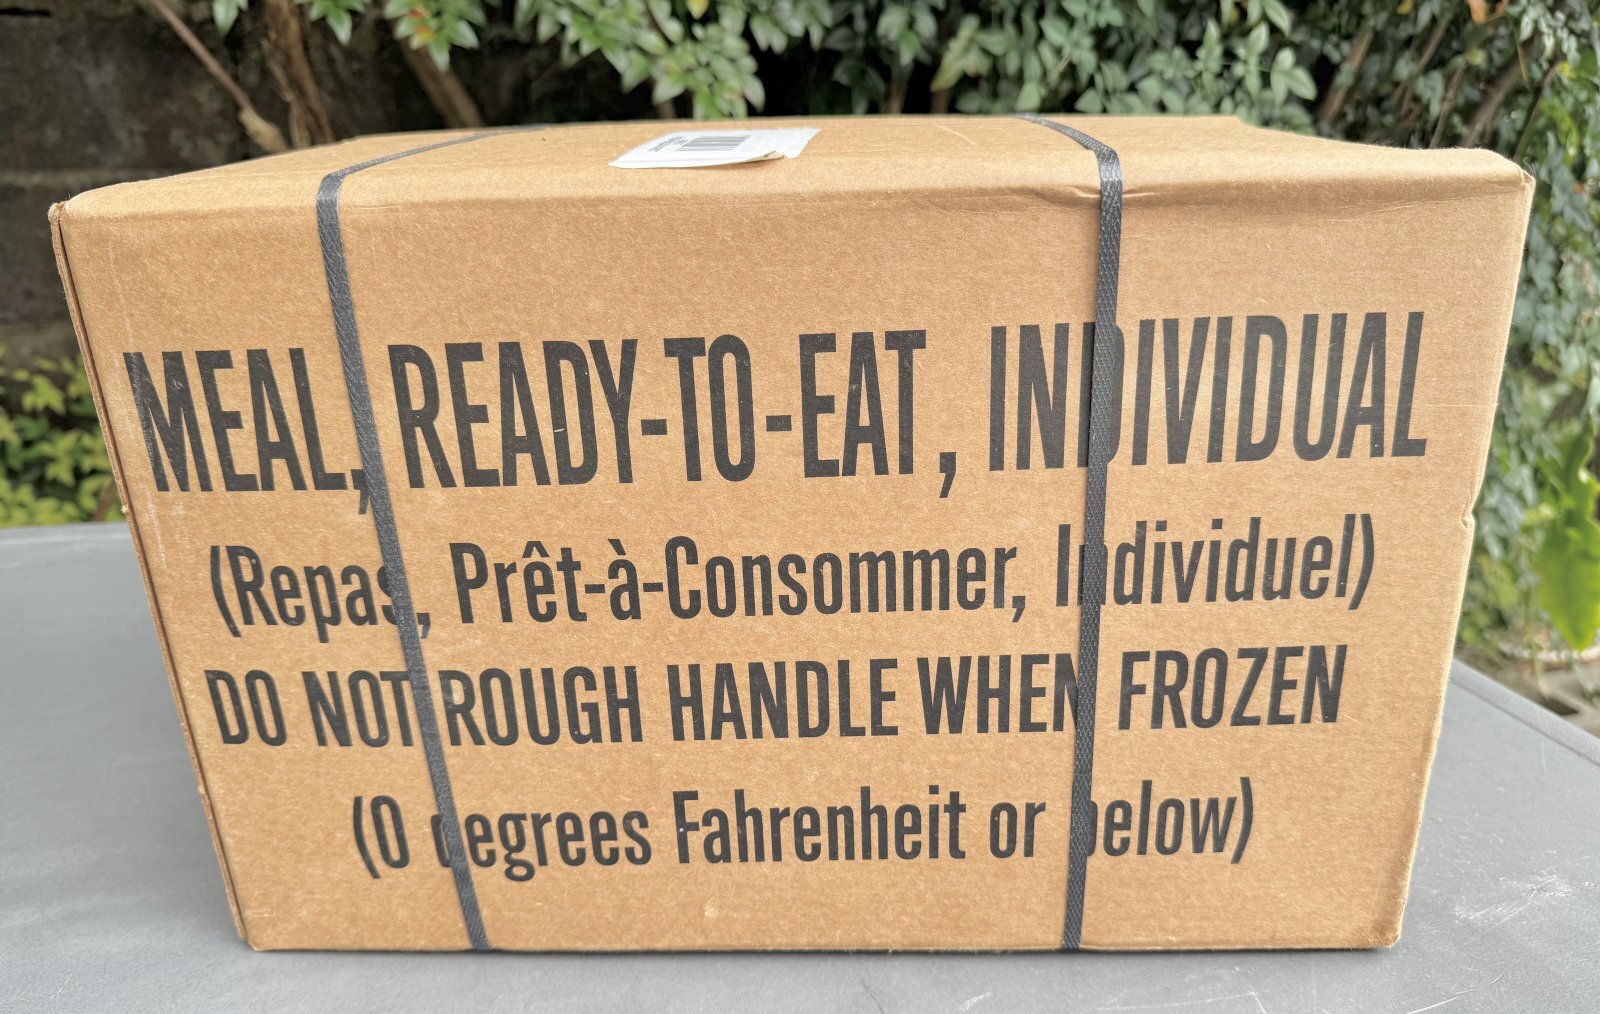 MEAL, READY-TO-EAT, INDIVIDUAL
(Repas, Prêt-à-Consommer, Individuel)
DO NOT ROUGH HANDLE WHEN FROZEN
(0 degrees Fahrenheit or below)